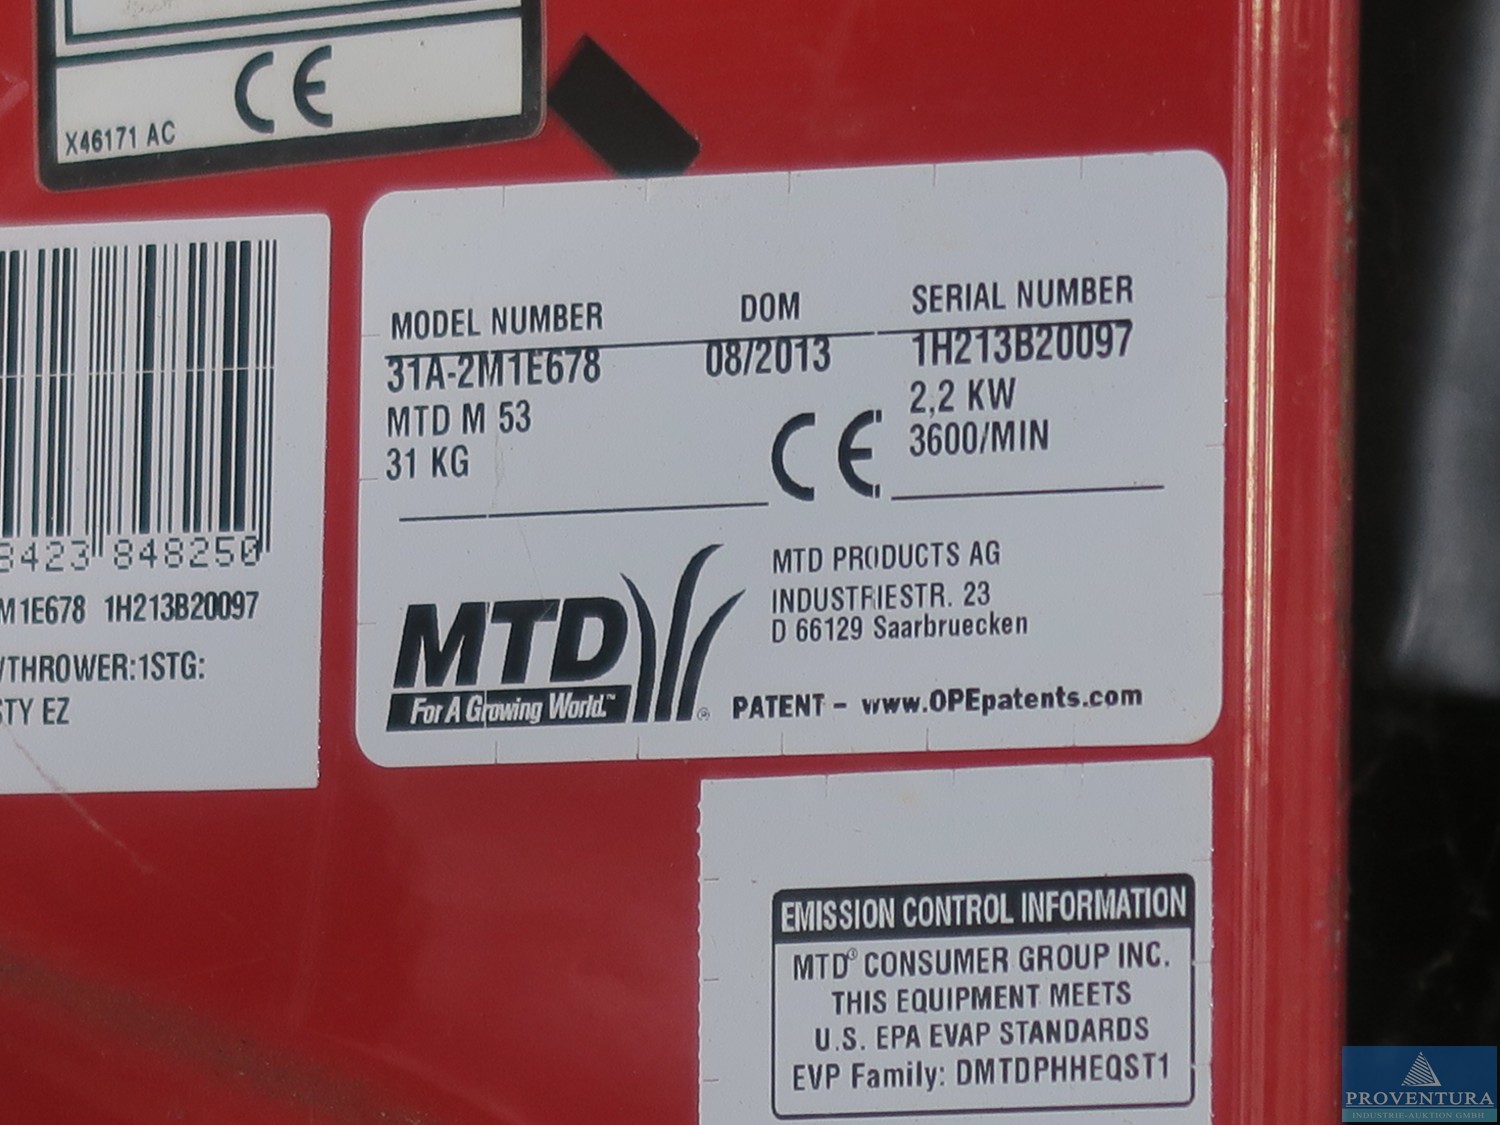 X46171 AC
CE
8423 848250
M1E678 1H213B20097
/THROWER:1STG:
STY EZ
MODEL NUMBER DOM SERIAL NUMBER
31A-2M1E678 08/2013 1H213B20097
MTD M 53 2,2 KW
31 KG CE 3600/MIN
MTD
For A Growing World.™
®
MTD PRODUCTS AG
INDUSTRIESTR. 23
D 66129 Saarbruecken
PATENT - www.OPEpatents.com
EMISSION CONTROL INFORMATION
MTD® CONSUMER GROUP INC.
THIS EQUIPMENT MEETS
U.S. EPA EVAP STANDARDS
EVP Family: DMTDPHHEQST1
PROVENTURA
INDUSTRIE-AUKTION GMBH